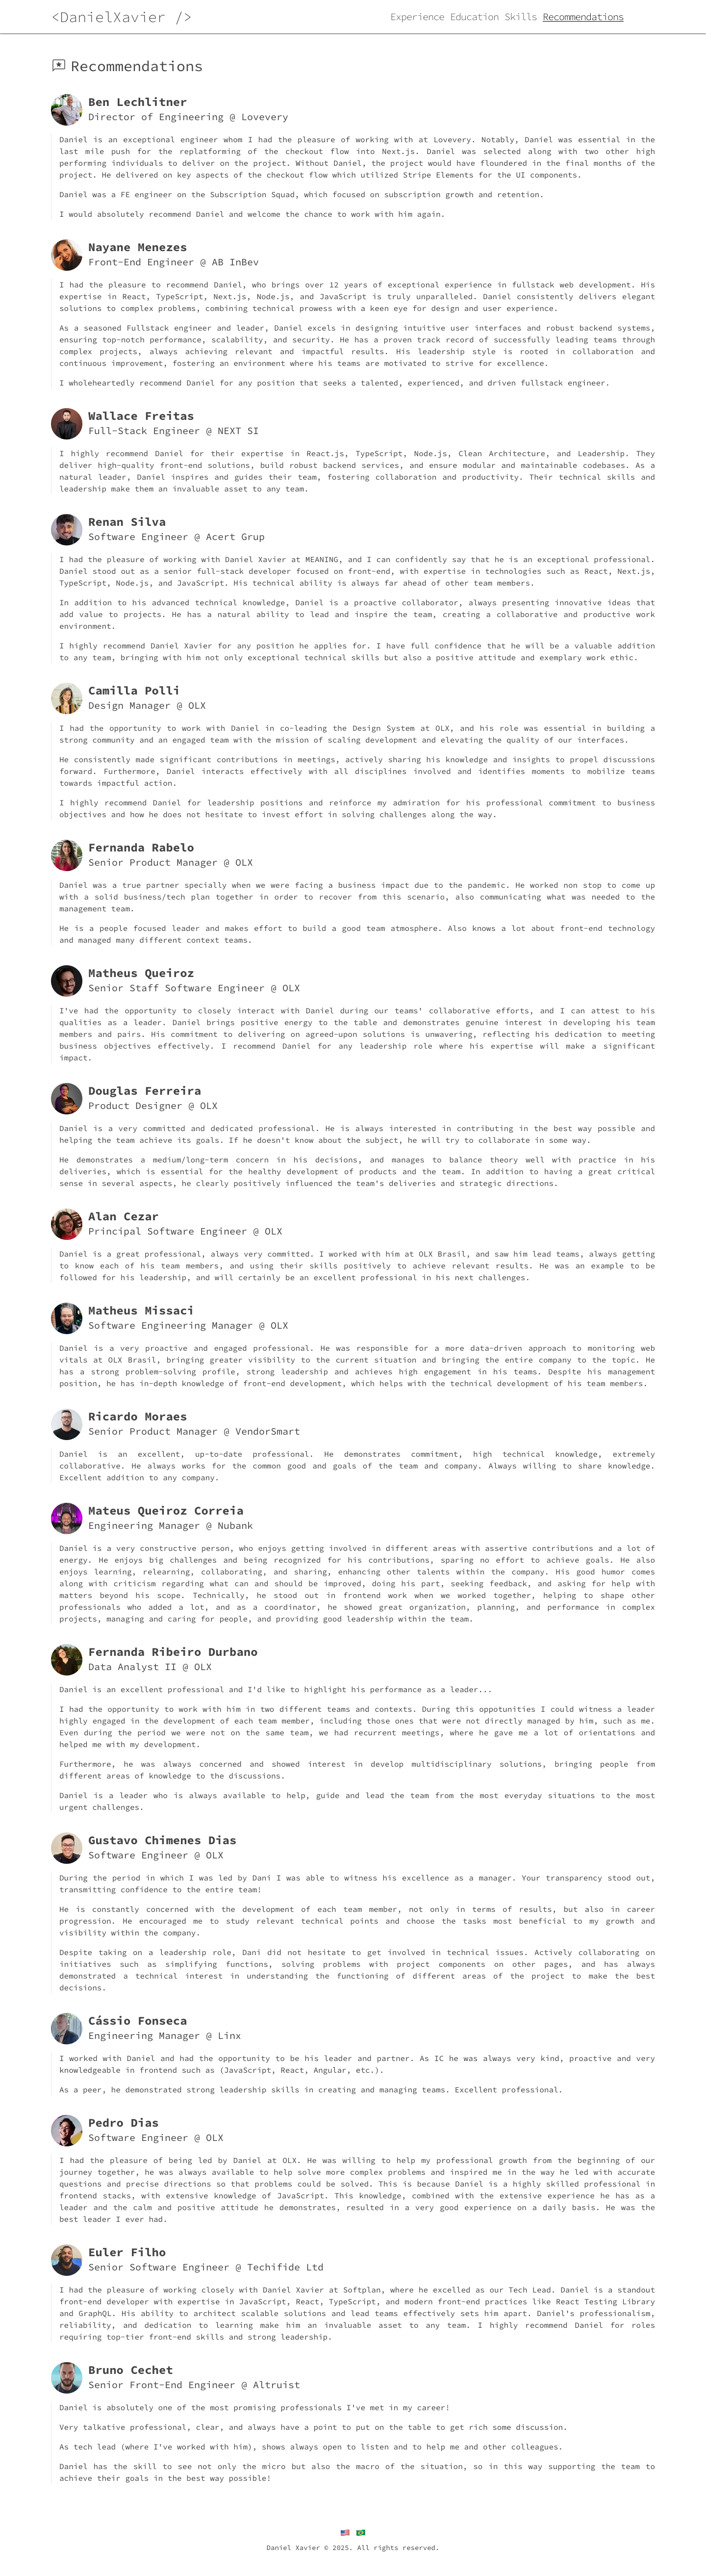 <DanielXavier />
Experience Education Skills Recommendations
Recommendations
Ben Lechlitner
Director of Engineering @ Lovevery
Daniel is an exceptional engineer whom I had the pleasure of working with at Lovevery. Notably, Daniel was essential in the
last mile push for the replatforming of the checkout flow into Next.js. Daniel was selected along with two other high
performing individuals to deliver on the project. Without Daniel, the project would have floundered in the final months of the
project. He delivered on key aspects of the checkout flow which utilized Stripe Elements for the UI components.
Daniel was a FE engineer on the Subscription Squad, which focused on subscription growth and retention.
I would absolutely recommend Daniel and welcome the chance to work with him again.
Nayane Menezes
Front-End Engineer @ AB InBev
I had the pleasure to recommend Daniel, who brings over 12 years of exceptional experience in fullstack web development. His
expertise in React, TypeScript, Next.js, Node.js, and JavaScript is truly unparalleled. Daniel consistently delivers elegant
solutions to complex problems, combining technical prowess with a keen eye for design and user experience.
As a seasoned Fullstack engineer and leader, Daniel excels in designing intuitive user interfaces and robust backend systems,
ensuring top-notch performance, scalability, and security. He has a proven track record of successfully leading teams through
complex projects, always achieving relevant and impactful results. His leadership style is rooted in collaboration and
continuous improvement, fostering an environment where his teams are motivated to strive for excellence.
I wholeheartedly recommend Daniel for any position that seeks a talented, experienced, and driven fullstack engineer.
Wallace Freitas
Full-Stack Engineer @ NEXT SI
I highly recommend Daniel for their expertise in React.js, TypeScript, Node.js, Clean Architecture, and Leadership. They
deliver high-quality front-end solutions, build robust backend services, and ensure modular and maintainable codebases. As a
natural leader, Daniel inspires and guides their team, fostering collaboration and productivity. Their technical skills and
leadership make them an invaluable asset to any team.
Renan Silva
Software Engineer @ Acert Grup
I had the pleasure of working with Daniel Xavier at MEANING, and I can confidently say that he is an exceptional professional.
Daniel stood out as a senior full-stack developer focused on front-end, with expertise in technologies such as React, Next.js,
TypeScript, Node.js, and JavaScript. His technical ability is always far ahead of other team members.
In addition to his advanced technical knowledge, Daniel is a proactive collaborator, always presenting innovative ideas that
add value to projects. He has a natural ability to lead and inspire the team, creating a collaborative and productive work
environment.
I highly recommend Daniel Xavier for any position he applies for. I have full confidence that he will be a valuable addition
to any team, bringing with him not only exceptional technical skills but also a positive attitude and exemplary work ethic.
Camilla Polli
Design Manager @ OLX
I had the opportunity to work with Daniel in co-leading the Design System at OLX, and his role was essential in building a
strong community and an engaged team with the mission of scaling development and elevating the quality of our interfaces.
He consistently made significant contributions in meetings, actively sharing his knowledge and insights to propel discussions
forward. Furthermore, Daniel interacts effectively with all disciplines involved and identifies moments to mobilize teams
towards impactful action.
I highly recommend Daniel for leadership positions and reinforce my admiration for his professional commitment to business
objectives and how he does not hesitate to invest effort in solving challenges along the way.
Fernanda Rabelo
Senior Product Manager @ OLX
Daniel was a true partner specially when we were facing a business impact due to the pandemic. He worked non stop to come up
with a solid business/tech plan together in order to recover from this scenario, also communicating what was needed to the
management team.
He is a people focused leader and makes effort to build a good team atmosphere. Also knows a lot about front-end technology
and managed many different context teams.
Matheus Queiroz
Senior Staff Software Engineer @ OLX
I've had the opportunity to closely interact with Daniel during our teams' collaborative efforts, and I can attest to his
qualities as a leader. Daniel brings positive energy to the table and demonstrates genuine interest in developing his team
members and pairs. His commitment to delivering on agreed-upon solutions is unwavering, reflecting his dedication to meeting
business objectives effectively. I recommend Daniel for any leadership role where his expertise will make a significant
impact.
Douglas Ferreira
Product Designer @ OLX
Daniel is a very committed and dedicated professional. He is always interested in contributing in the best way possible and
helping the team achieve its goals. If he doesn't know about the subject, he will try to collaborate in some way.
He demonstrates a medium/long-term concern in his decisions, and manages to balance theory well with practice in his
deliveries, which is essential for the healthy development of products and the team. In addition to having a great critical
sense in several aspects, he clearly positively influenced the team's deliveries and strategic directions.
Alan Cezar
Principal Software Engineer @ OLX
Daniel is a great professional, always very committed. I worked with him at OLX Brasil, and saw him lead teams, always getting
to know each of his team members, and using their skills positively to achieve relevant results. He was an example to be
followed for his leadership, and will certainly be an excellent professional in his next challenges.
Matheus Missaci
Software Engineering Manager @ OLX
Daniel is a very proactive and engaged professional. He was responsible for a more data-driven approach to monitoring web
vitals at OLX Brasil, bringing greater visibility to the current situation and bringing the entire company to the topic. He
has a strong problem-solving profile, strong leadership and achieves high engagement in his teams. Despite his management
position, he has in-depth knowledge of front-end development, which helps with the technical development of his team members.
Ricardo Moraes
Senior Product Manager @ VendorSmart
Daniel is an excellent, up-to-date professional. He demonstrates commitment, high technical knowledge, extremely
collaborative. He always works for the common good and goals of the team and company. Always willing to share knowledge.
Excellent addition to any company.
Mateus Queiroz Correia
Engineering Manager @ Nubank
Daniel is a very constructive person, who enjoys getting involved in different areas with assertive contributions and a lot of
energy. He enjoys big challenges and being recognized for his contributions, sparing no effort to achieve goals. He also
enjoys learning, relearning, collaborating, and sharing, enhancing other talents within the company. His good humor comes
along with criticism regarding what can and should be improved, doing his part, seeking feedback, and asking for help with
matters beyond his scope. Technically, he stood out in frontend work when we worked together, helping to shape other
professionals who added a lot, and as a coordinator, he showed great organization, planning, and performance in complex
projects, managing and caring for people, and providing good leadership within the team.
Fernanda Ribeiro Durbano
Data Analyst II @ OLX
Daniel is an excellent professional and I'd like to highlight his performance as a leader...
I had the opportunity to work with him in two different teams and contexts. During this oppotunities I could witness a leader
highly engaged in the development of each team member, including those ones that were not directly managed by him, such as me.
Even during the period we were not on the same team, we had recurrent meetings, where he gave me a lot of orientations and
helped me with my development.
Furthermore, he was always concerned and showed interest in develop multidisciplinary solutions, bringing people from
different areas of knowledge to the discussions.
Daniel is a leader who is always available to help, guide and lead the team from the most everyday situations to the most
urgent challenges.
Gustavo Chimenes Dias
Software Engineer @ OLX
During the period in which I was led by Dani I was able to witness his excellence as a manager. Your transparency stood out,
transmitting confidence to the entire team!
He is constantly concerned with the development of each team member, not only in terms of results, but also in career
progression. He encouraged me to study relevant technical points and choose the tasks most beneficial to my growth and
visibility within the company.
Despite taking on a leadership role, Dani did not hesitate to get involved in technical issues. Actively collaborating on
initiatives such as simplifying functions, solving problems with project components on other pages, and has always
demonstrated a technical interest in understanding the functioning of different areas of the project to make the best
decisions.
Cássio Fonseca
Engineering Manager @ Linx
I worked with Daniel and had the opportunity to be his leader and partner. As IC he was always very kind, proactive and very
knowledgeable in frontend such as (JavaScript, React, Angular, etc.).
As a peer, he demonstrated strong leadership skills in creating and managing teams. Excellent professional.
Pedro Dias
Software Engineer @ OLX
I had the pleasure of being led by Daniel at OLX. He was willing to help my professional growth from the beginning of our
journey together, he was always available to help solve more complex problems and inspired me in the way he led with accurate
questions and precise directions so that problems could be solved. This is because Daniel is a highly skilled professional in
frontend stacks, with extensive knowledge of JavaScript. This knowledge, combined with the extensive experience he has as a
leader and the calm and positive attitude he demonstrates, resulted in a very good experience on a daily basis. He was the
best leader I ever had.
Euler Filho
Senior Software Engineer @ Techifide Ltd
I had the pleasure of working closely with Daniel Xavier at Softplan, where he excelled as our Tech Lead. Daniel is a standout
front-end developer with expertise in JavaScript, React, TypeScript, and modern front-end practices like React Testing Library
and GraphQL. His ability to architect scalable solutions and lead teams effectively sets him apart. Daniel's professionalism,
reliability, and dedication to learning make him an invaluable asset to any team. I highly recommend Daniel for roles
requiring top-tier front-end skills and strong leadership.
Bruno Cechet
Senior Front-End Engineer @ Altruist
Daniel is absolutely one of the most promising professionals I've met in my career!
Very talkative professional, clear, and always have a point to put on the table to get rich some discussion.
As tech lead (where I've worked with him), shows always open to listen and to help me and other colleagues.
Daniel has the skill to see not only the micro but also the macro of the situation, so in this way supporting the team to
achieve their goals in the best way possible!
Daniel Xavier © 2025. All rights reserved.